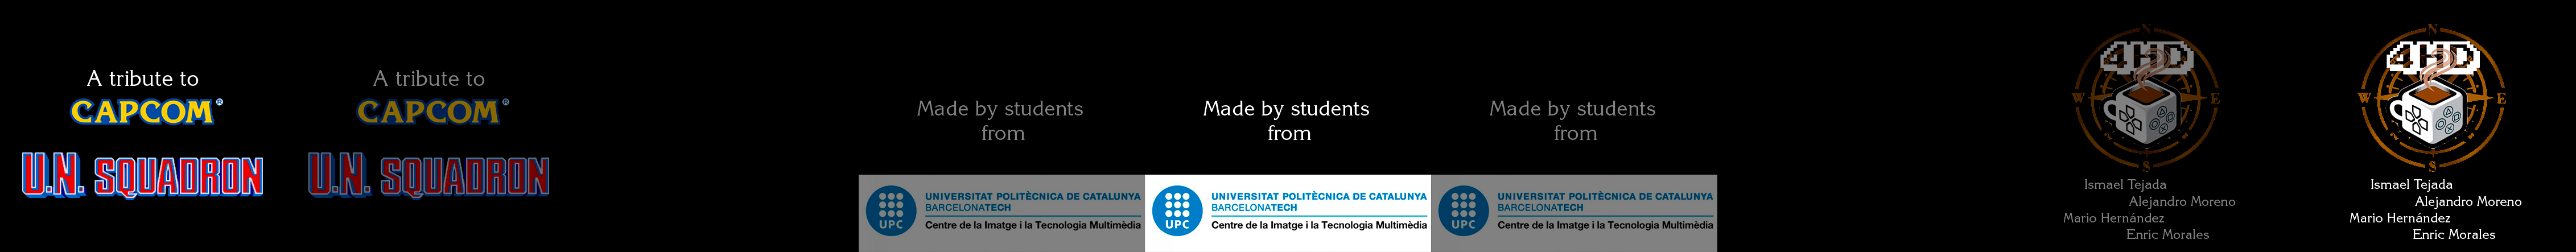 A tribute to
CAPCOM®
U.N. SQUADRON
A tribute to
CAPCOM®
U.N. SQUADRON
Made by students
from
UPC
UNIVERSITAT POLITÈCNICA DE CATALUNYA
BARCELONATECH
Centre de la Imatge i la Tecnologia Multimèdia
Made by students
from
UPC
UNIVERSITAT POLITÈCNICA DE CATALUNYA
BARCELONATECH
Centre de la Imatge i la Tecnologia Multimèdia
Made by students
from
UPC
UNIVERSITAT POLITÈCNICA DE CATALUNYA
BARCELONATECH
Centre de la Imatge i la Tecnologia Multimèdia
N
4HD
W E
S
Ismael Tejada
Alejandro Moreno
Mario Hernández
Enric Morales
N
4HD
W E
S
Ismael Tejada
Alejandro Moreno
Mario Hernández
Enric Morales